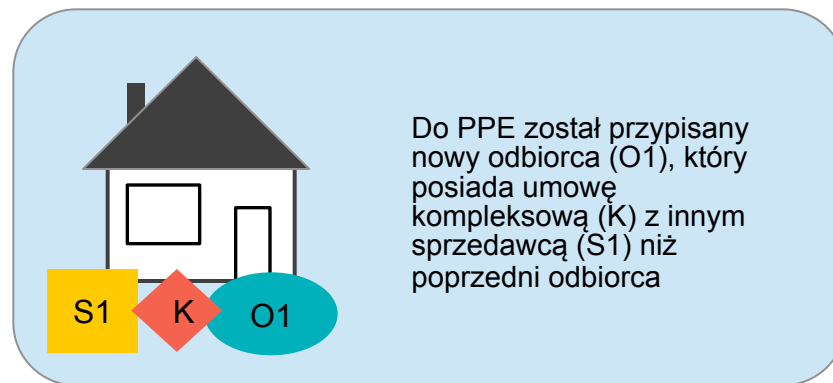 Do PPE został przypisany
nowy odbiorca (O1), który
posiada umowę
kompleksową (K) z innym
sprzedawcą (S1) niż
poprzedni odbiorca
S1
K
O1